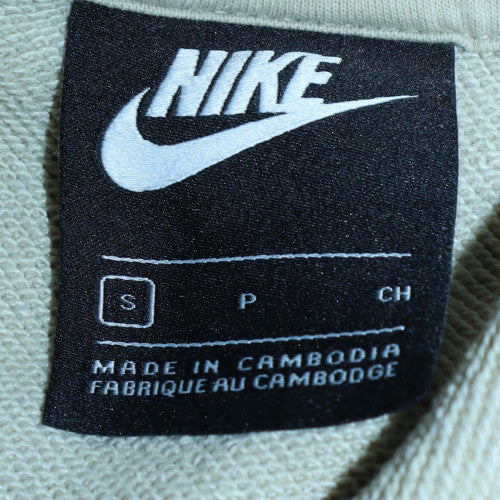 NIKE
S P CH
MADE IN CAMBODIA
FABRIQUE AU CAMBODGE